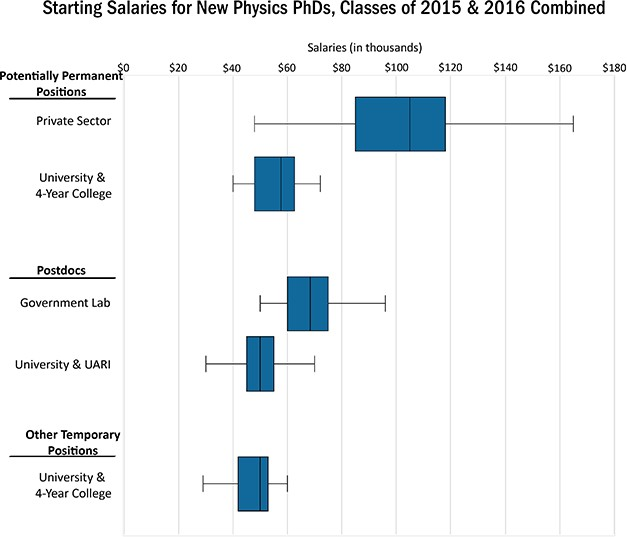 Starting Salaries for New Physics PhDs, Classes of 2015 & 2016 Combined
Salaries (in thousands)
$0 $20 $40 $60 $80 $100 $120 $140 $160 $180
Potentially Permanent
Positions
Private Sector
University &
4-Year College
Postdocs
Government Lab
University & UARI
Other Temporary
Positions
University &
4-Year College